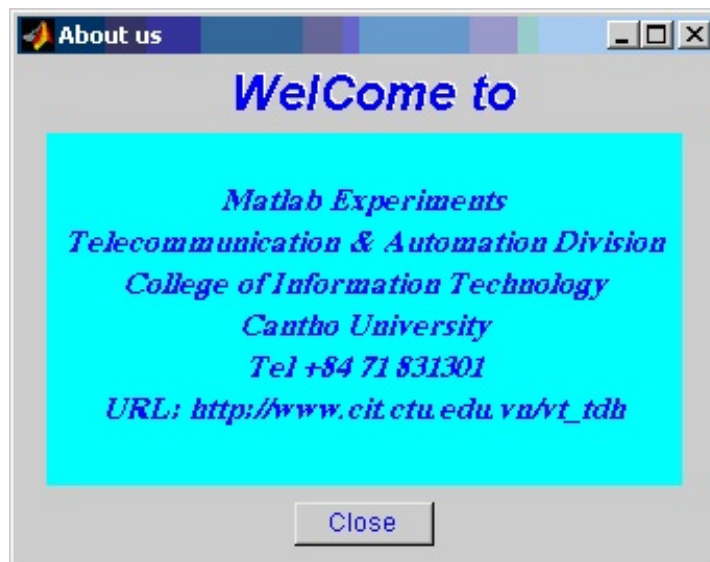 About us
WelCome to
Matlab Experiments
Telecommunication & Automation Division
College of Information Technology
Cantho University
Tel +84 71 831301
URL: http://www.cit.ctu.edu.vn/vt_tdh
Close